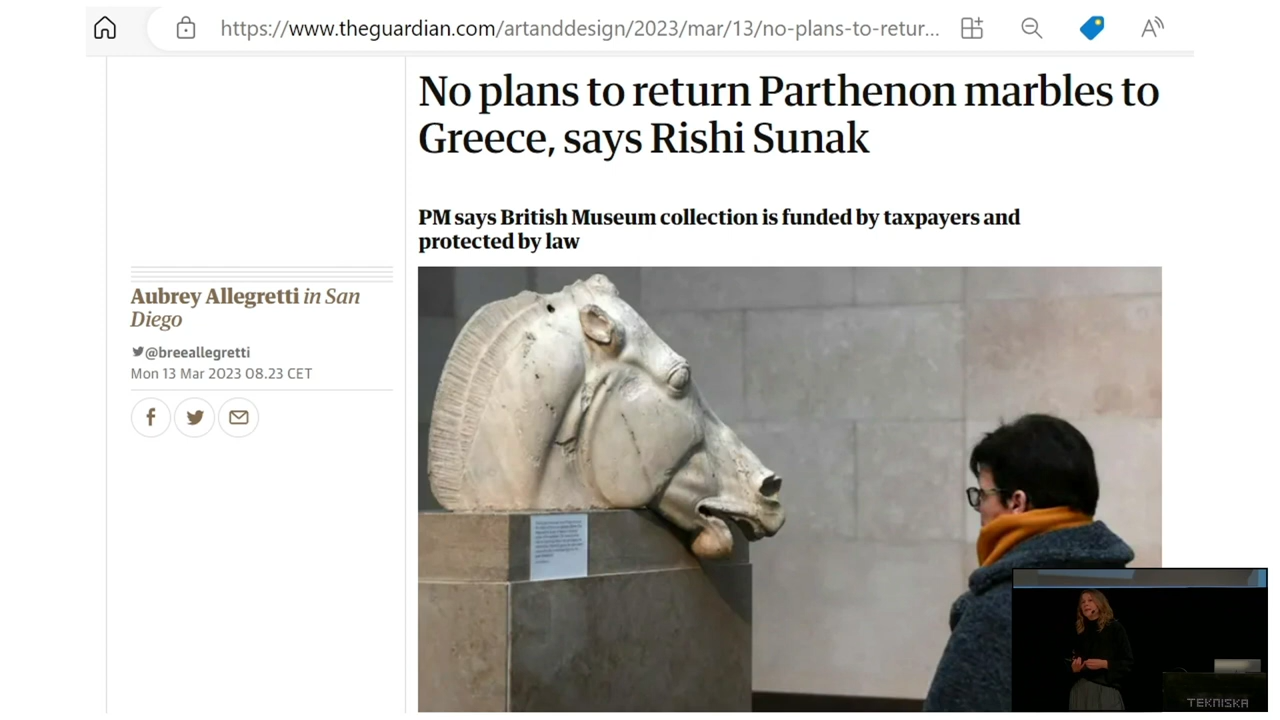 https://www.theguardian.com/artanddesign/2023/mar/13/no-plans-to-retur...
No plans to return Parthenon marbles to
Greece, says Rishi Sunak
PM says British Museum collection is funded by taxpayers and
protected by law
Aubrey Allegretti in San
Diego
@breeallegretti
Mon 13 Mar 2023 08.23 CET
TEKNISKA